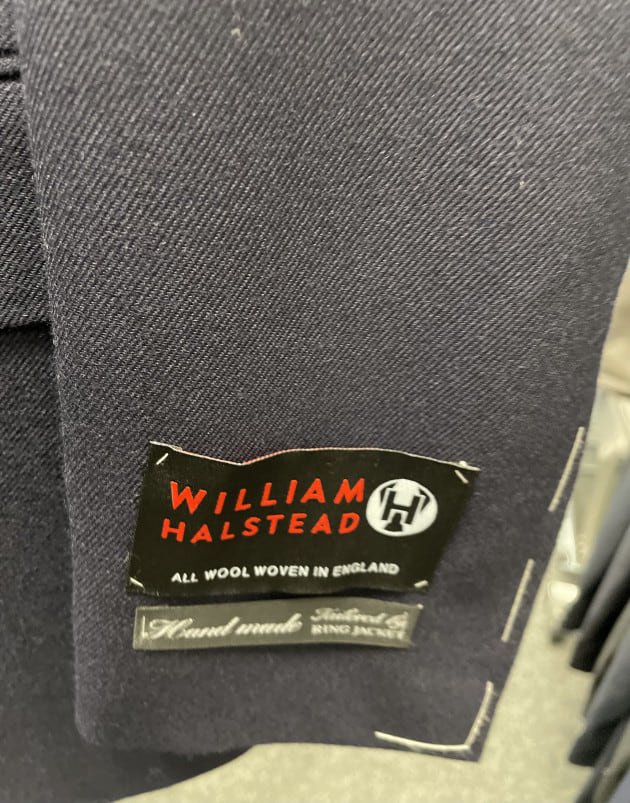 WILLIAM
HALSTEAD
H
ALL WOOL WOVEN IN ENGLAND
Hand made Tailored by
RING JACKET